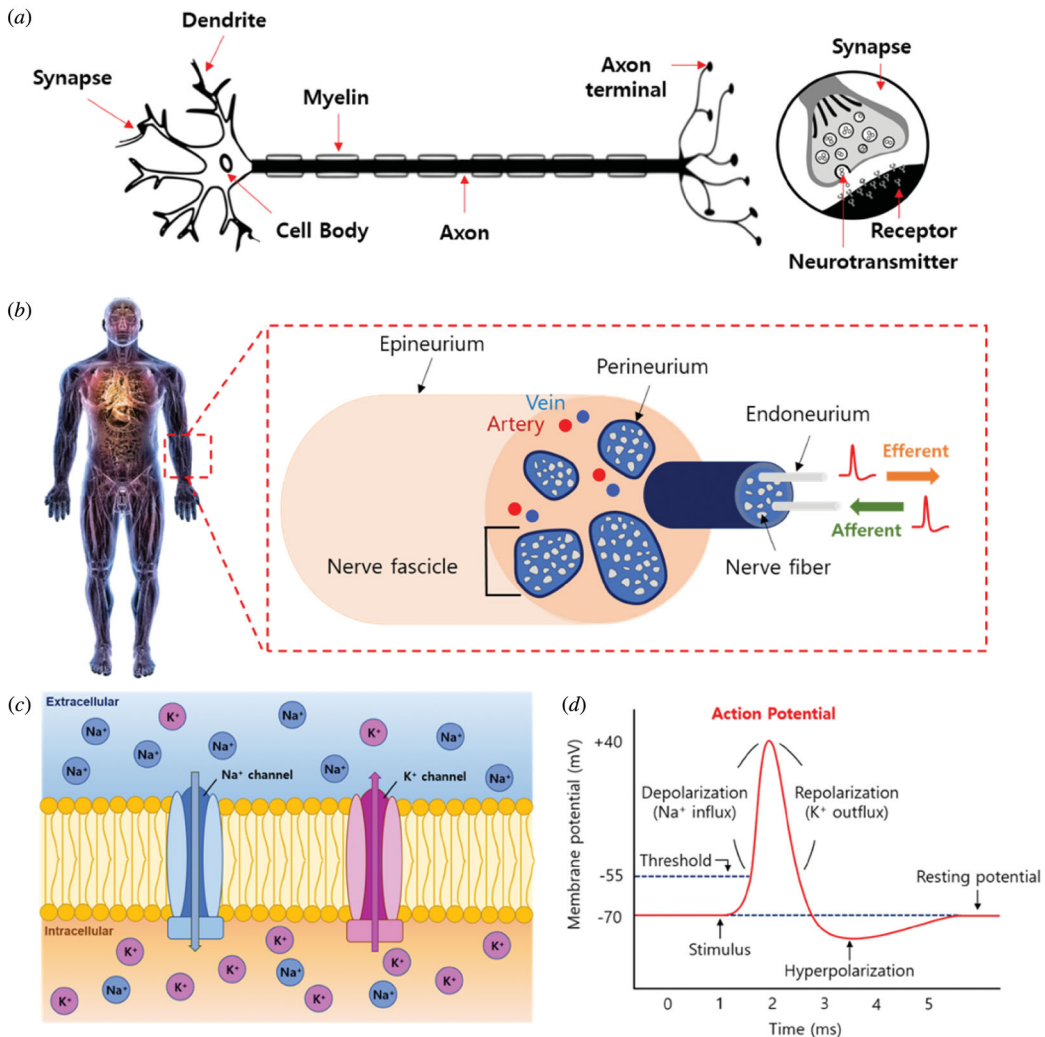 (a)
Dendrite
Synapse
Myelin
Axon
terminal
Synapse
Cell Body
Axon
Receptor
Neurotransmitter
(b)
Epineurium
Perineurium
Vein
Artery
Endoneurium
Efferent
Afferent
Nerve fascicle
Nerve fiber
(c)
Extracellular
K⁺
Na⁺
Na⁺
Na⁺
K⁺
Na⁺
Na⁺
Na⁺
Na⁺
Na⁺
Na⁺ channel
K⁺ channel
Intracellular
K⁺
K⁺
K⁺
K⁺
Na⁺
K⁺
K⁺
Na⁺
K⁺
K⁺
Na⁺
K⁺
(d)
Action Potential
Membrane potential (mV)
+40
Depolarization
(Na⁺ influx)
Repolarization
(K⁺ outflux)
Threshold
-55
Resting potential
-70
Stimulus
Hyperpolarization
0 1 2 3 4 5
Time (ms)